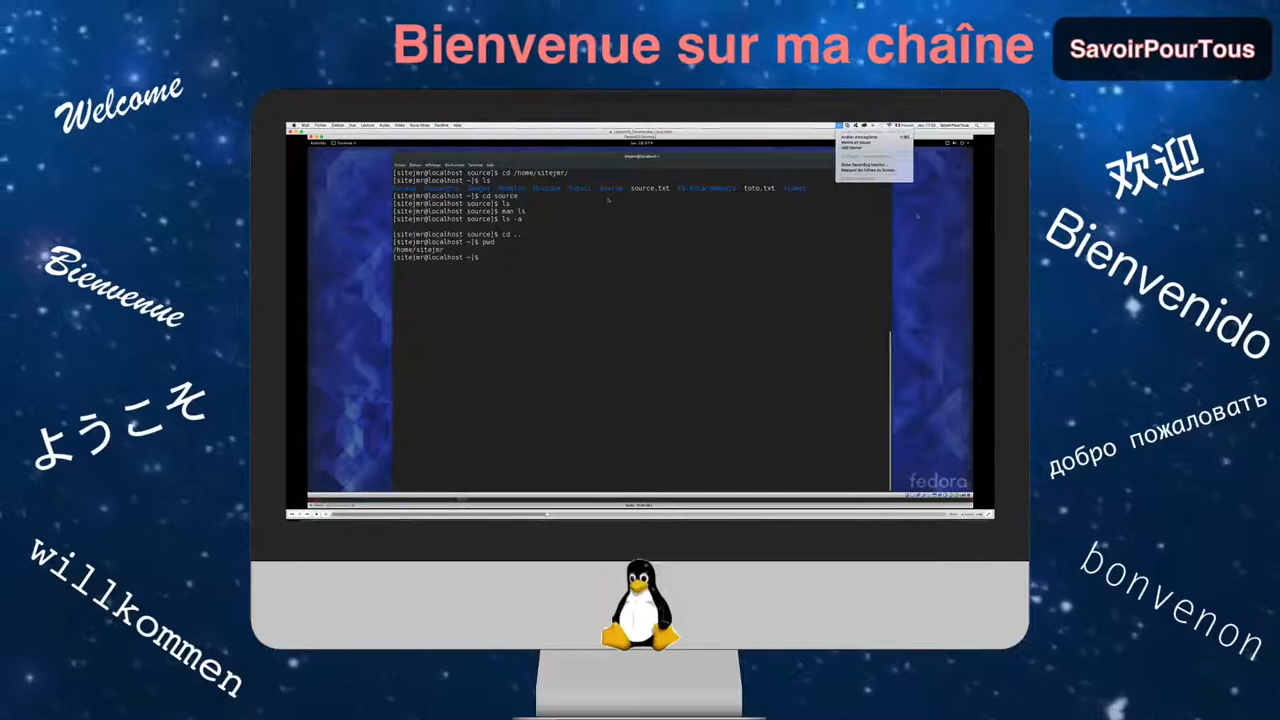 Bienvenue sur ma chaîne
SavoirPourTous
Welcome
Bienvenue
ようこそ
willkommen
欢迎
Bienvenido
добро пожаловать
bonvenon
[sitejmr@localhost source]$ cd /home/sitejmr/
[sitejmr@localhost ~]$ ls
source.txt toto.txt
[sitejmr@localhost ~]$ cd source
[sitejmr@localhost source]$ ls
[sitejmr@localhost source]$ man ls
[sitejmr@localhost source]$ ls -a
[sitejmr@localhost source]$ cd ..
[sitejmr@localhost ~]$ pwd
/home/sitejmr
[sitejmr@localhost ~]$
fedora